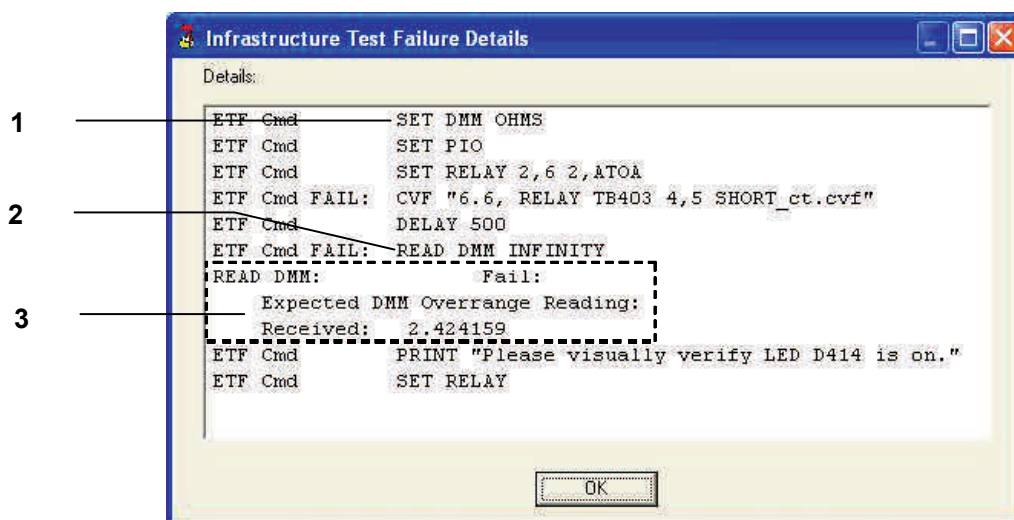 Infrastructure Test Failure Details
Details:
1
ETF Cmd SET DMM OHMS
ETF Cmd SET PIO
ETF Cmd SET RELAY 2,6 2,ATOA
ETF Cmd FAIL: CVF "6.6, RELAY TB403 4,5 SHORT_ct.cvf"
2
ETF Cmd DELAY 500
ETF Cmd FAIL: READ DMM INFINITY
READ DMM: Fail:
Expected DMM Overrange Reading:
3
Received: 2.424159
ETF Cmd PRINT "Please visually verify LED D414 is on."
ETF Cmd SET RELAY
OK